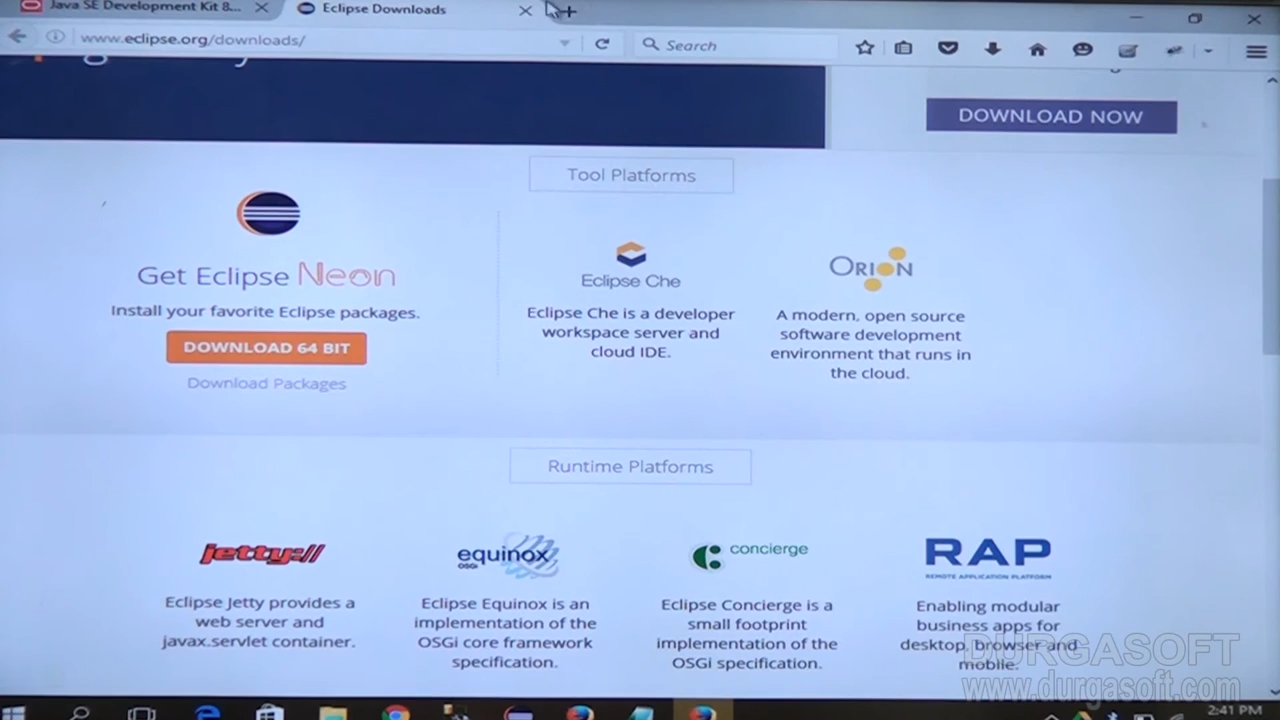 Java SE Development Kit 8...
Eclipse Downloads
www.eclipse.org/downloads/
Search
DOWNLOAD NOW
Tool Platforms
Get Eclipse Neon
Install your favorite Eclipse packages.
DOWNLOAD 64 BIT
Download Packages
Eclipse Che
Eclipse Che is a developer
workspace server and
cloud IDE.
ORION
A modern, open source
software development
environment that runs in
the cloud.
Runtime Platforms
jetty://
Eclipse Jetty provides a
web server and
javax.servlet container.
equinox
OSGi
Eclipse Equinox is an
implementation of the
OSGi core framework
specification.
concierge
Eclipse Concierge is a
small footprint
implementation of the
OSGi specification.
RAP
REMOTE APPLICATION PLATFORM
Enabling modular
business apps for
desktop, browser and
mobile.
DURGASOFT
www.durgasoft.com
2:41 PM